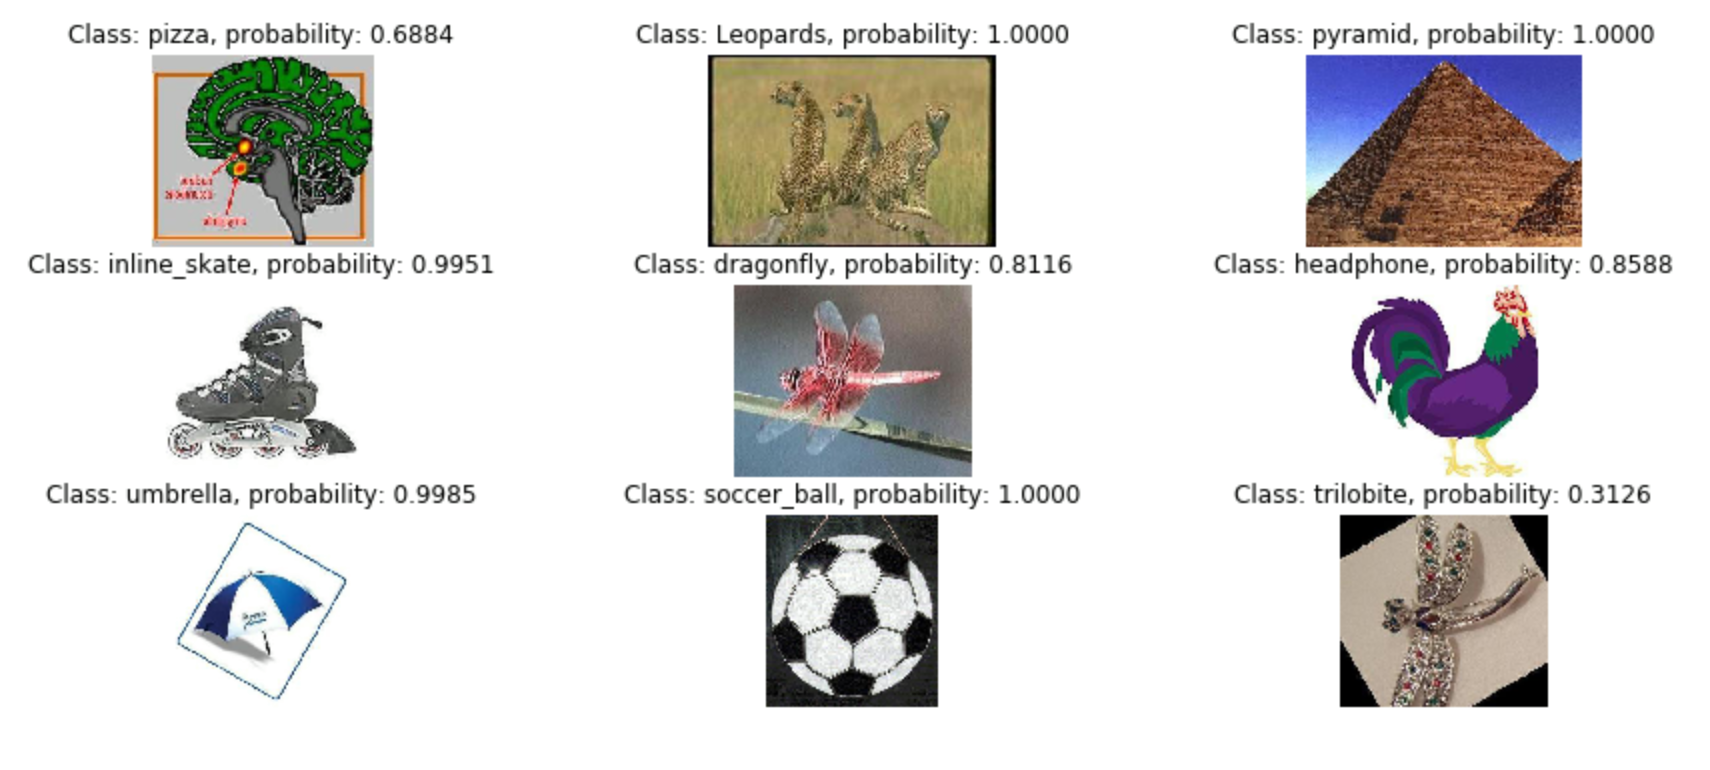 Class: pizza, probability: 0.6884
Class: Leopards, probability: 1.0000
Class: pyramid, probability: 1.0000
Class: inline_skate, probability: 0.9951
Class: dragonfly, probability: 0.8116
Class: headphone, probability: 0.8588
Class: umbrella, probability: 0.9985
Class: soccer_ball, probability: 1.0000
Class: trilobite, probability: 0.3126